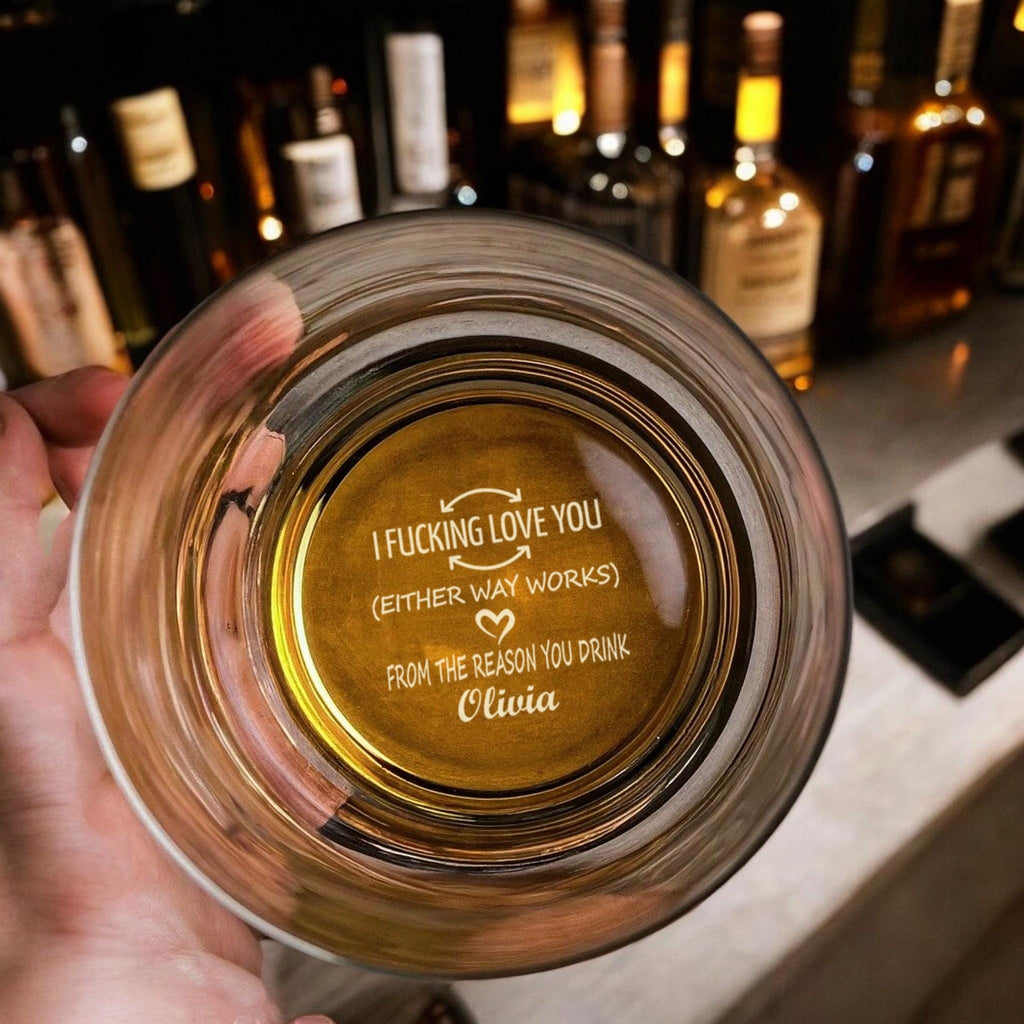 I FUCKING LOVE YOU
(EITHER WAY WORKS)
FROM THE REASON YOU DRINK
Olivia